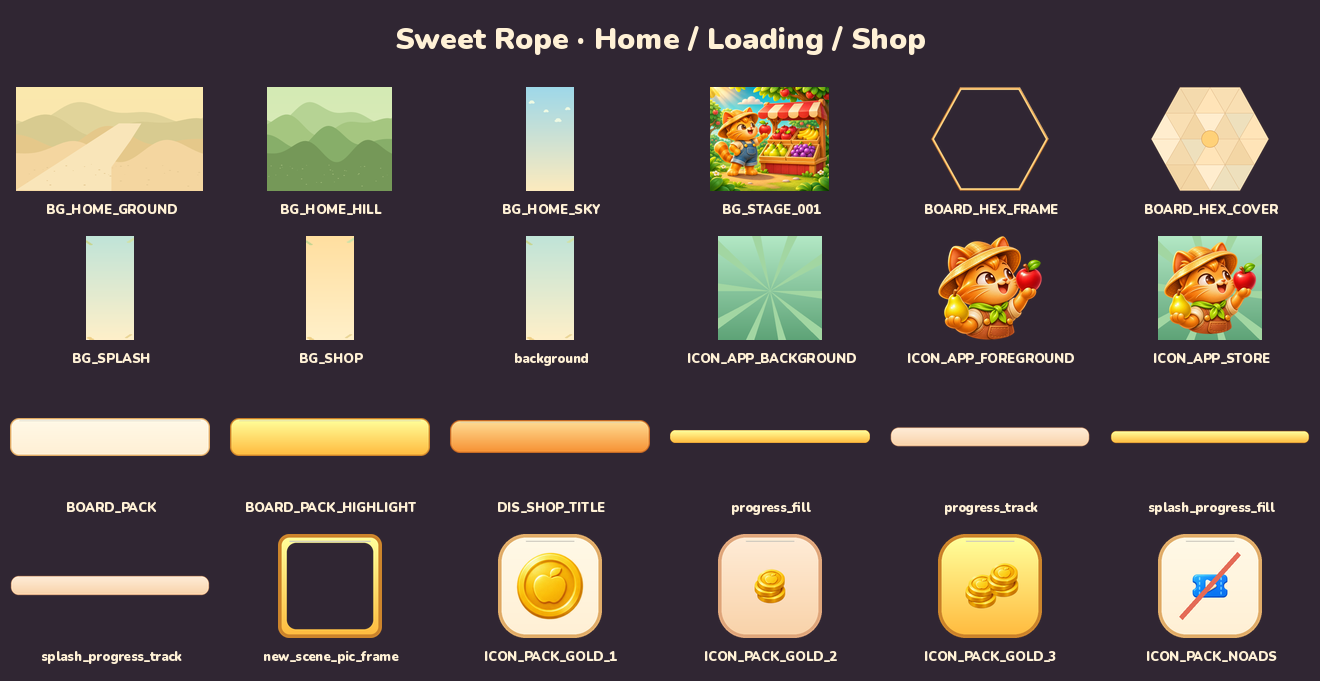 Sweet Rope · Home / Loading / Shop
BG_HOME_GROUND
BG_HOME_HILL
BG_HOME_SKY
BG_STAGE_001
BOARD_HEX_FRAME
BOARD_HEX_COVER
BG_SPLASH
BG_SHOP
background
ICON_APP_BACKGROUND
ICON_APP_FOREGROUND
ICON_APP_STORE
BOARD_PACK
BOARD_PACK_HIGHLIGHT
DIS_SHOP_TITLE
progress_fill
progress_track
splash_progress_fill
splash_progress_track
new_scene_pic_frame
ICON_PACK_GOLD_1
ICON_PACK_GOLD_2
ICON_PACK_GOLD_3
ICON_PACK_NOADS